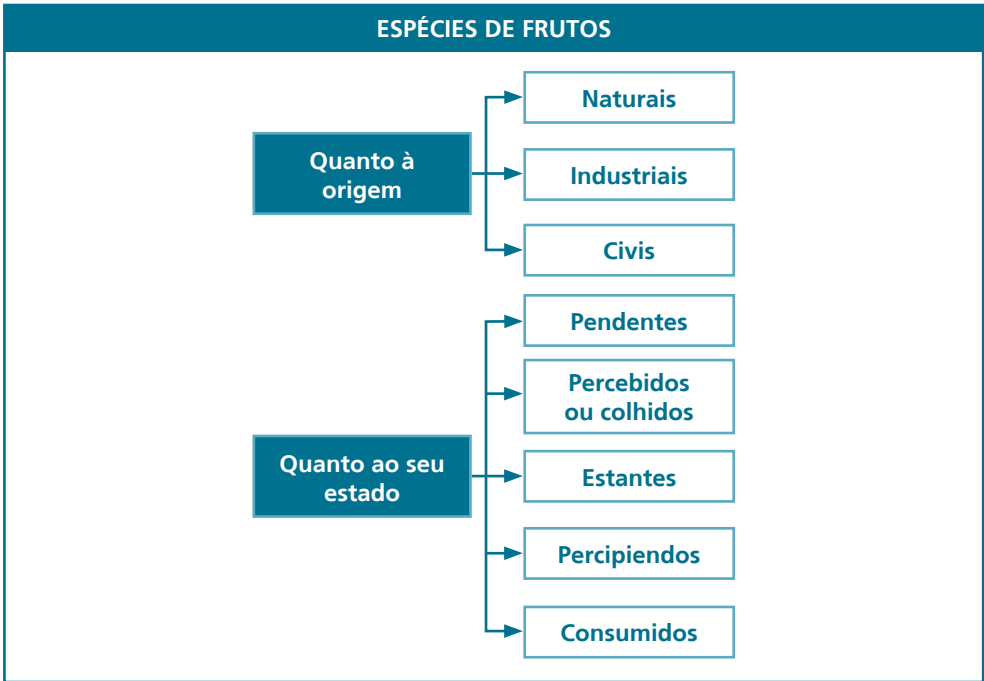 ESPÉCIES DE FRUTOS
Quanto à
origem
Naturais
Industriais
Civis
Quanto ao seu
estado
Pendentes
Percebidos
ou colhidos
Estantes
Percipiendos
Consumidos